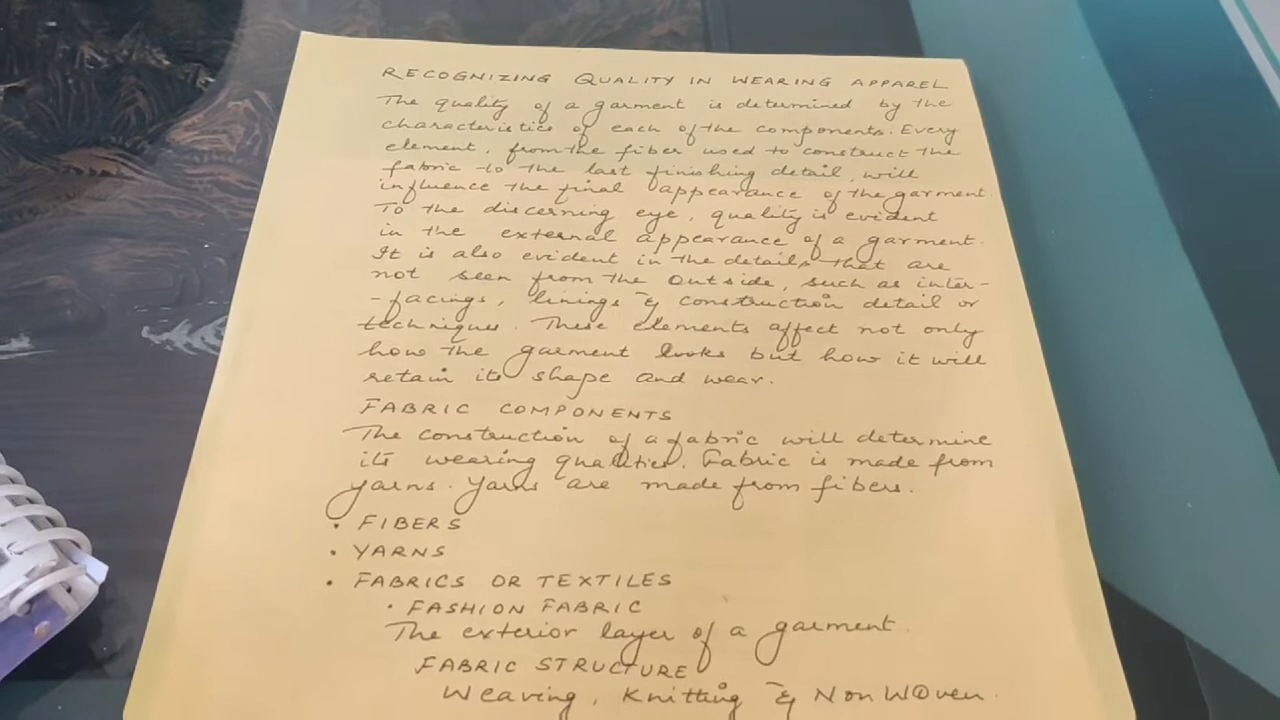 RECOGNIZING QUALITY IN WEARING APPAREL
The quality of a garment is determined by the
characteristics of each of the components. Every
element, from the fiber used to construct the
fabric to the last finishing detail, will
influence the final appearance of the garment.
To the discerning eye, quality is evident
in the external appearance of a garment.
It is also evident in the details that are
not seen from the outside, such as inter-
-facings, linings & construction detail or
techniques. These elements affect not only
how the garment looks but how it will
retain its shape and wear.
FABRIC COMPONENTS
The construction of a fabric will determine
its wearing qualities. Fabric is made from
yarns. Yarns are made from fibers.
• FIBERS
• YARNS
• FABRICS OR TEXTILES
• FASHION FABRIC
The exterior layer of a garment.
FABRIC STRUCTURE
Weaving, Knitting & Non Woven.